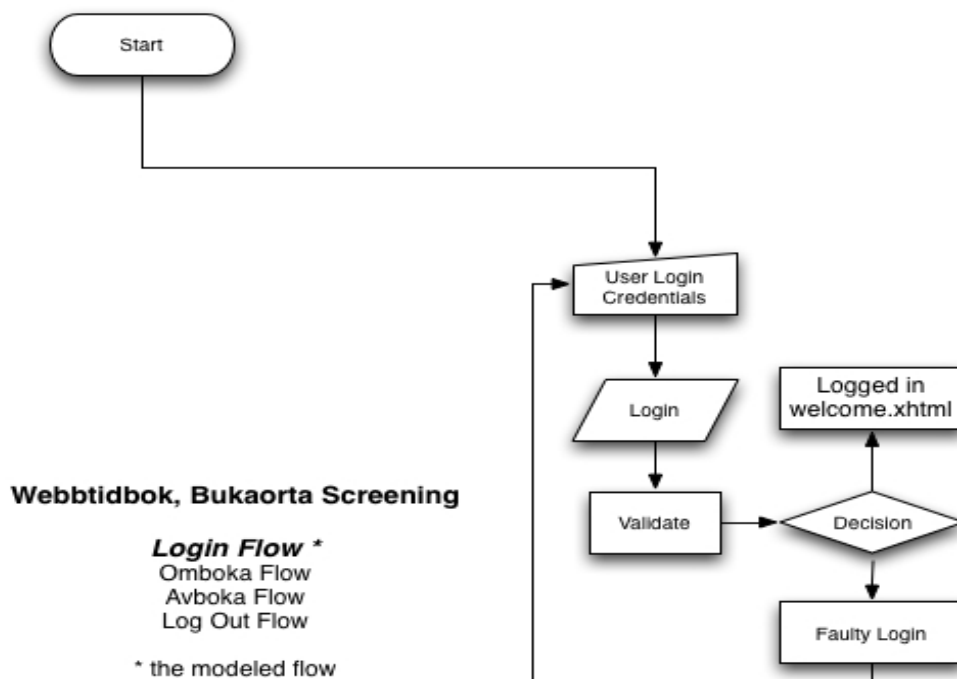 Start
User Login
Credentials
Login
Logged in
welcome.xhtml
Validate
Decision
Faulty Login
Webbtidbok, Bukaorta Screening
Login Flow *
Omboka Flow
Avboka Flow
Log Out Flow
* the modeled flow